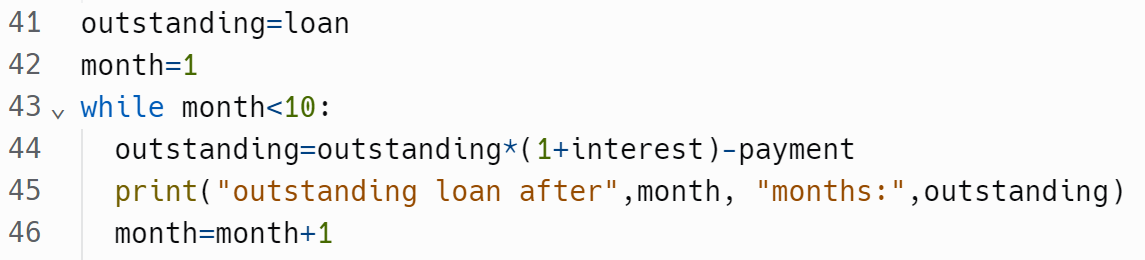 41 outstanding=loan
42 month=1
43 while month<10:
44 outstanding=outstanding*(1+interest)-payment
45 print("outstanding loan after",month, "months:",outstanding)
46 month=month+1